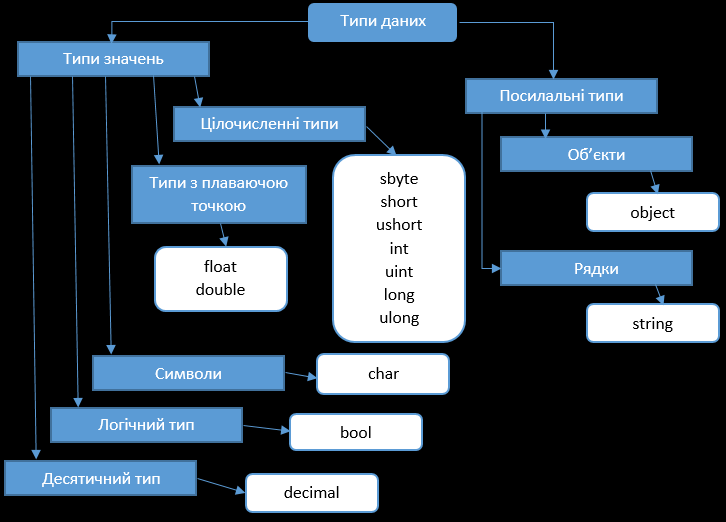 Типи даних
Типи значень
Посилальні типи
Цілочисленні типи
Об’єкти
Типи з плаваючою
точкою
sbyte
short
ushort
int
uint
long
ulong
object
float
double
Рядки
string
Символи
char
Логічний тип
bool
Десятичний тип
decimal